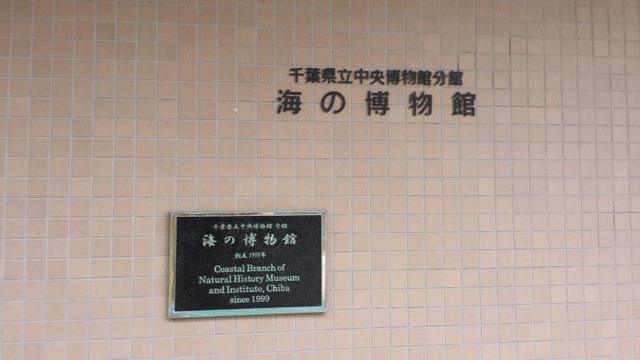 千葉県立中央博物館分館
海の博物館
千葉県立中央博物館 分館
海の博物館
創立 1999年
Coastal Branch of
Natural History Museum
and Institute, Chiba
since 1999